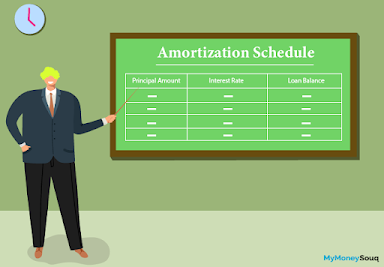 Amortization Schedule
Principal Amount Interest Rate Loan Balance
MyMoneySouq